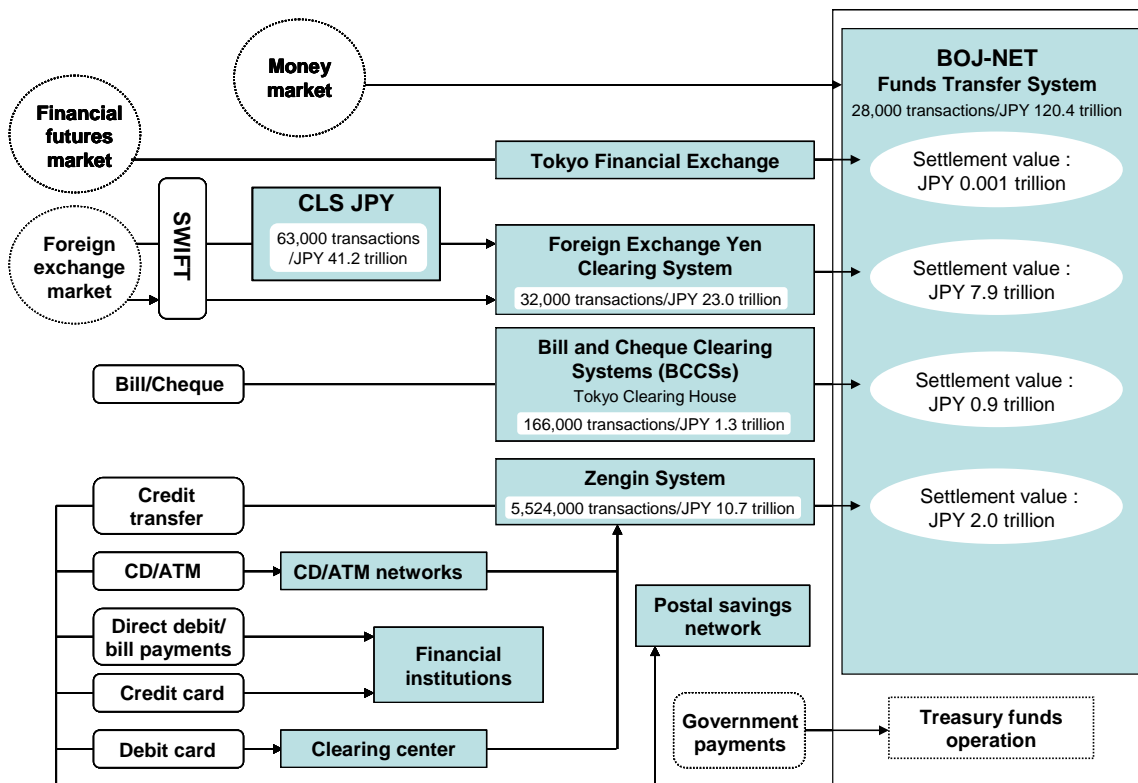 Money
market
BOJ-NET
Funds Transfer System
28,000 transactions/JPY 120.4 trillion
Financial
futures
market
Tokyo Financial Exchange
Settlement value :
JPY 0.001 trillion
SWIFT
CLS JPY
63,000 transactions
/JPY 41.2 trillion
Foreign
exchange
market
Foreign Exchange Yen
Clearing System
32,000 transactions/JPY 23.0 trillion
Settlement value :
JPY 7.9 trillion
Bill/Cheque
Bill and Cheque Clearing
Systems (BCCSs)
Tokyo Clearing House
166,000 transactions/JPY 1.3 trillion
Settlement value :
JPY 0.9 trillion
Credit
transfer
Zengin System
5,524,000 transactions/JPY 10.7 trillion
Settlement value :
JPY 2.0 trillion
CD/ATM
CD/ATM networks
Direct debit/
bill payments
Financial
institutions
Postal savings
network
Credit card
Debit card
Clearing center
Government
payments
Treasury funds
operation